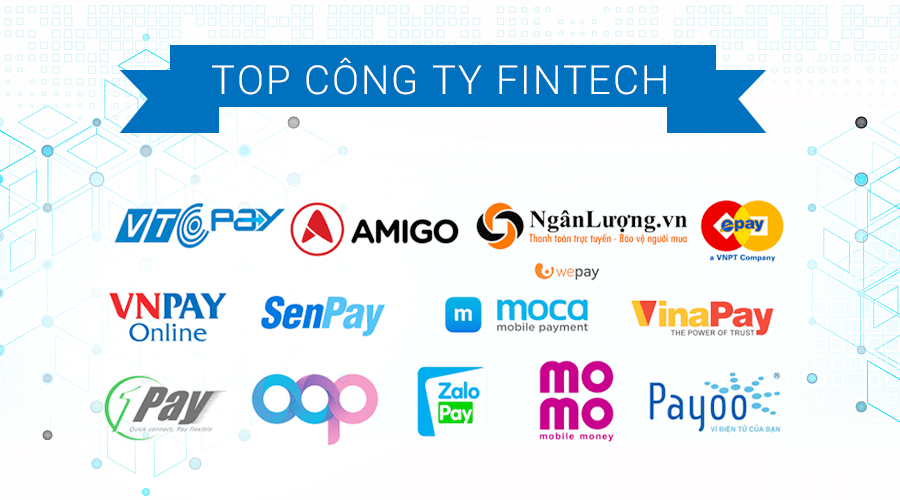 TOP CÔNG TY FINTECH
VTC Pay
AMIGO
NgânLượng.vn
Thanh toán trực tuyến - Bảo vệ người mua
epay
a VNPT Company
wepay
VNPAY
Online
SenPay
m
moca
mobile payment
VinaPay
THE POWER OF TRUST
1Pay
Quick connect, Pay flexible
Zalo
Pay
mo
mo
mobile money
Payoo
®
VÍ ĐIỆN TỬ CỦA BẠN